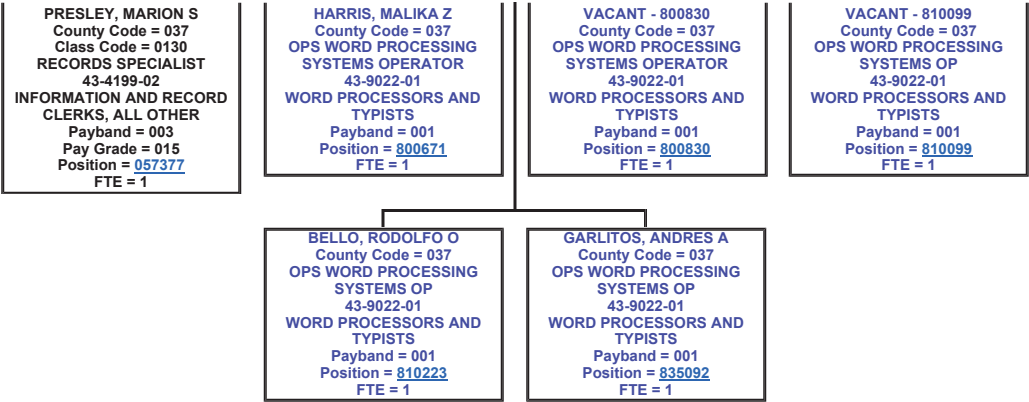 PRESLEY, MARION S
County Code = 037
Class Code = 0130
RECORDS SPECIALIST
43-4199-02
INFORMATION AND RECORD
CLERKS, ALL OTHER
Payband = 003
Pay Grade = 015
Position = 057377
FTE = 1
HARRIS, MALIKA Z
County Code = 037
OPS WORD PROCESSING
SYSTEMS OPERATOR
43-9022-01
WORD PROCESSORS AND
TYPISTS
Payband = 001
Position = 800671
FTE = 1
VACANT - 800830
County Code = 037
OPS WORD PROCESSING
SYSTEMS OPERATOR
43-9022-01
WORD PROCESSORS AND
TYPISTS
Payband = 001
Position = 800830
FTE = 1
VACANT - 810099
County Code = 037
OPS WORD PROCESSING
SYSTEMS OP
43-9022-01
WORD PROCESSORS AND
TYPISTS
Payband = 001
Position = 810099
FTE = 1
BELLO, RODOLFO O
County Code = 037
OPS WORD PROCESSING
SYSTEMS OP
43-9022-01
WORD PROCESSORS AND
TYPISTS
Payband = 001
Position = 810223
FTE = 1
GARLITOS, ANDRES A
County Code = 037
OPS WORD PROCESSING
SYSTEMS OP
43-9022-01
WORD PROCESSORS AND
TYPISTS
Payband = 001
Position = 835092
FTE = 1